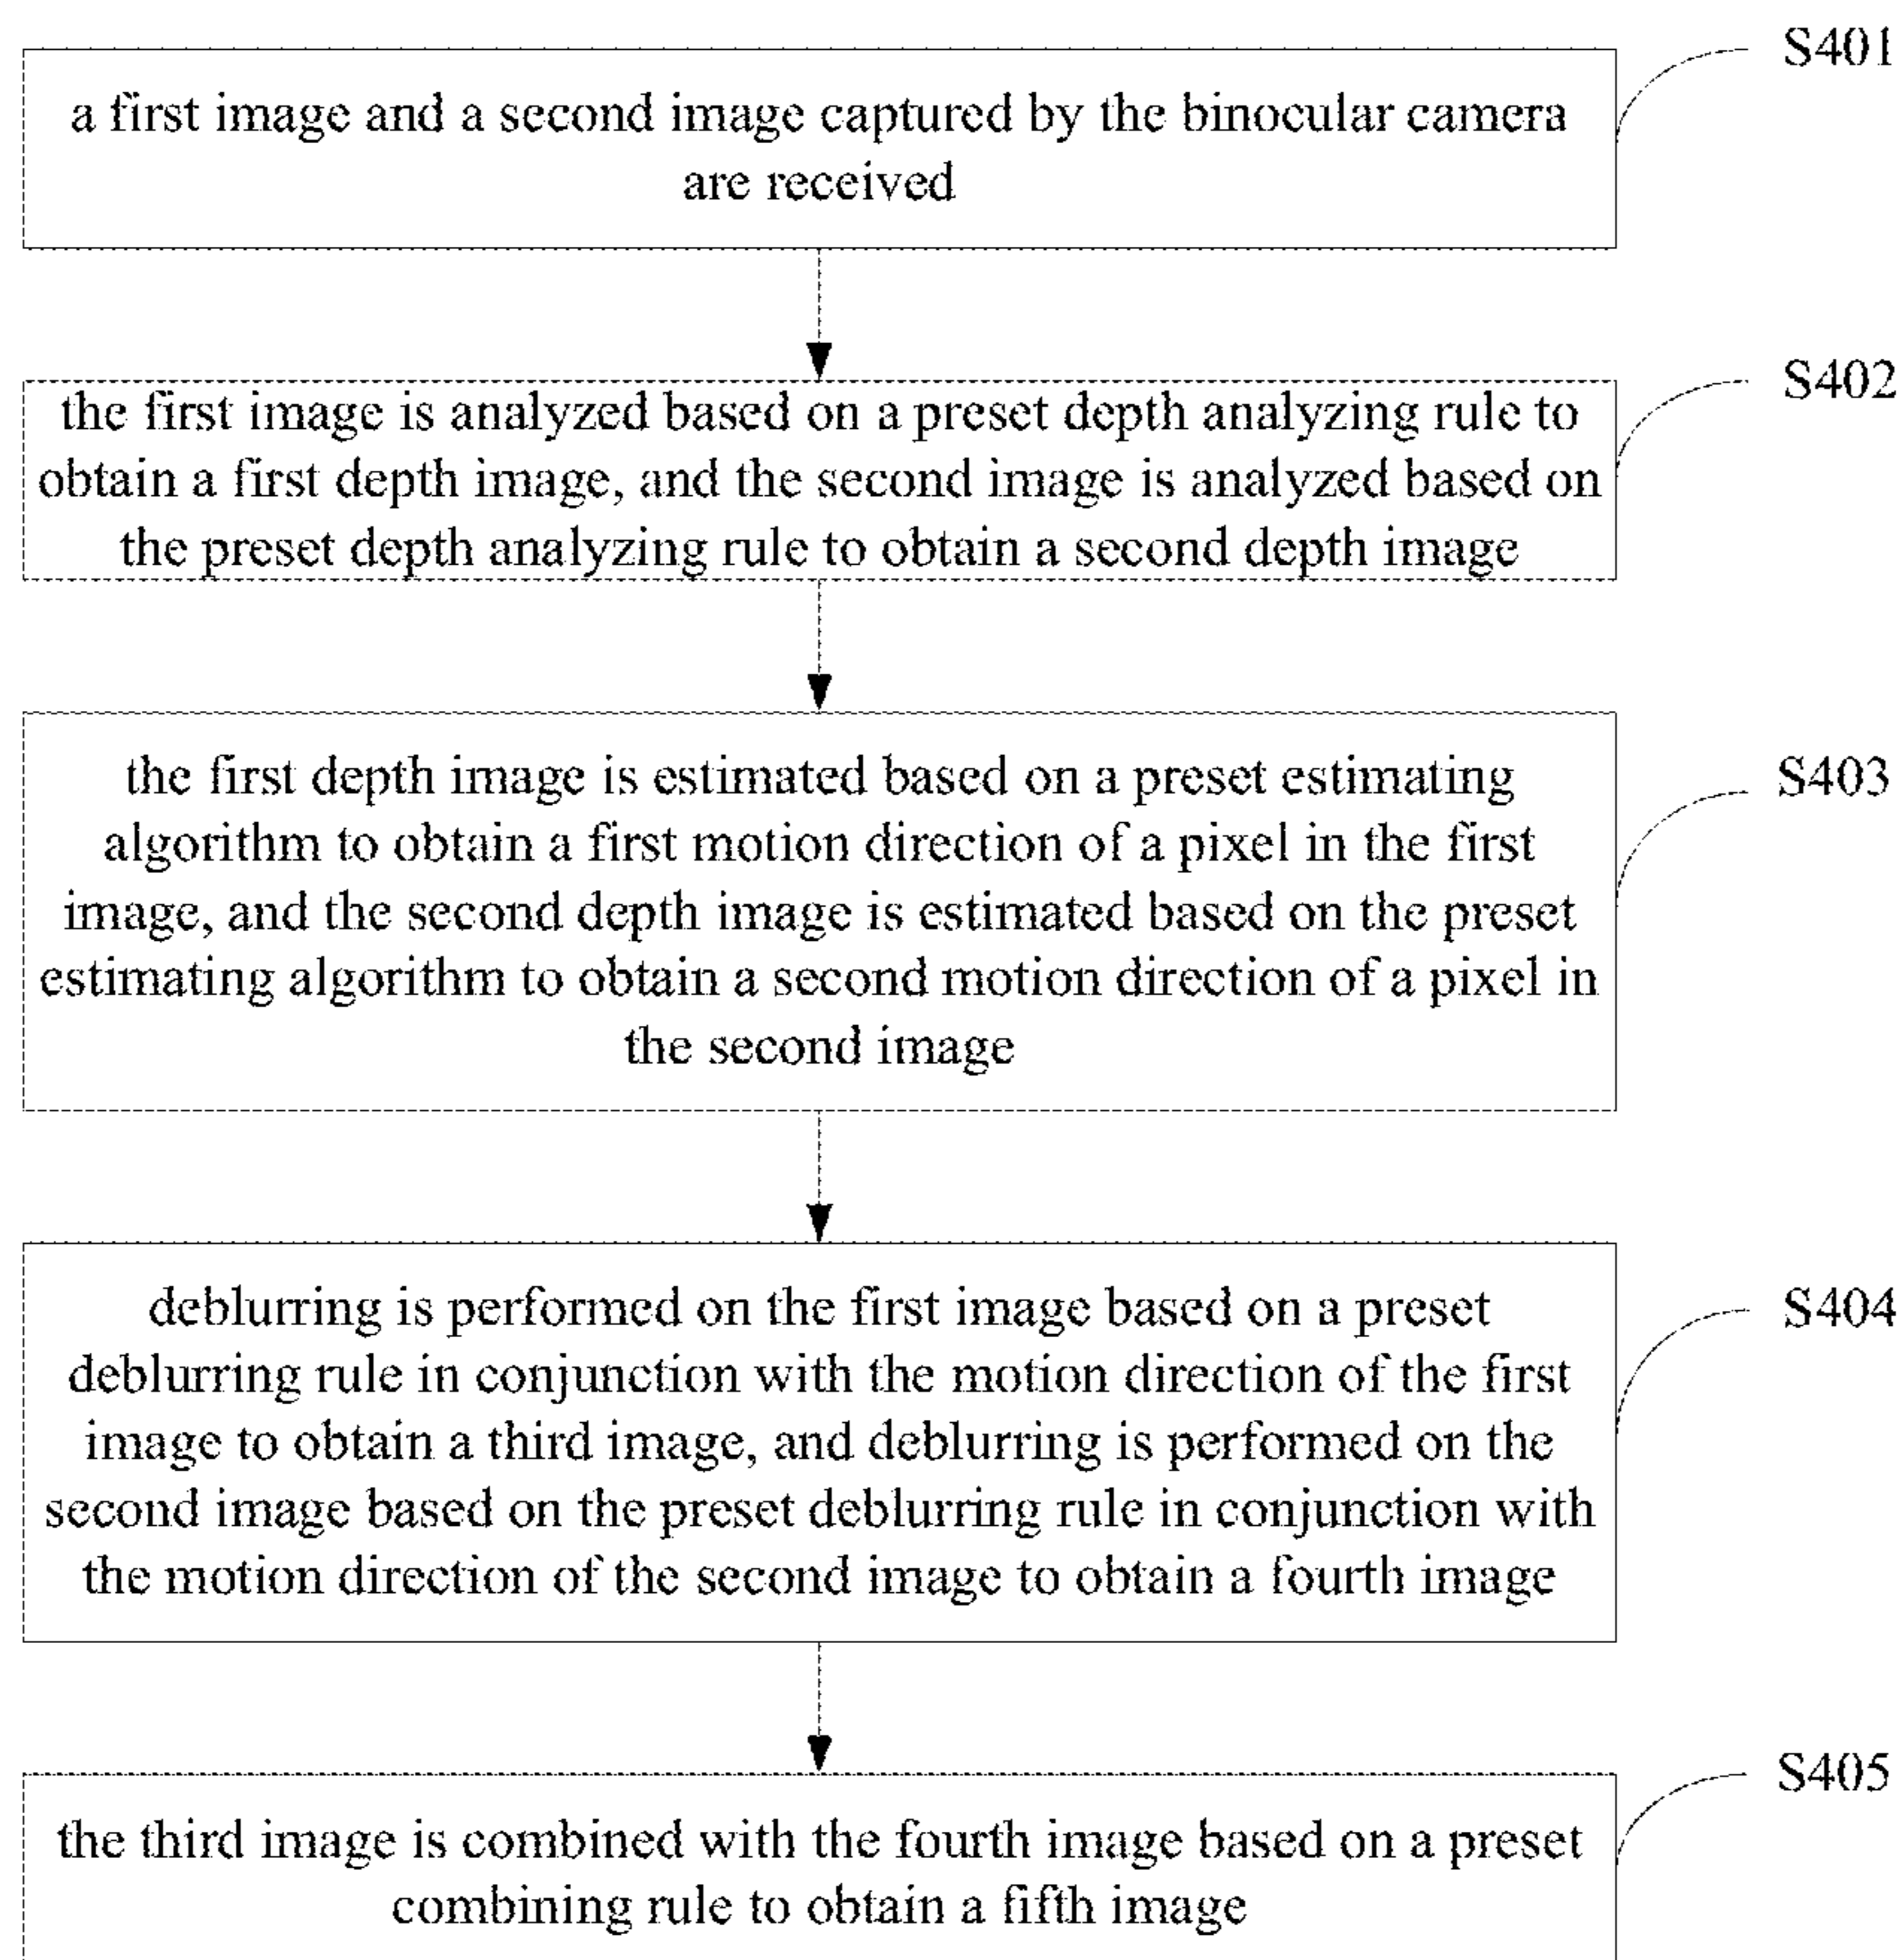 S401
a first image and a second image captured by the binocular camera
are received
S402
the first image is analyzed based on a preset depth analyzing rule to
obtain a first depth image, and the second image is analyzed based on
the preset depth analyzing rule to obtain a second depth image
S403
the first depth image is estimated based on a preset estimating
algorithm to obtain a first motion direction of a pixel in the first
image, and the second depth image is estimated based on the preset
estimating algorithm to obtain a second motion direction of a pixel in
the second image
S404
deblurring is performed on the first image based on a preset
deblurring rule in conjunction with the motion direction of the first
image to obtain a third image, and deblurring is performed on the
second image based on the preset deblurring rule in conjunction with
the motion direction of the second image to obtain a fourth image
S405
the third image is combined with the fourth image based on a preset
combining rule to obtain a fifth image